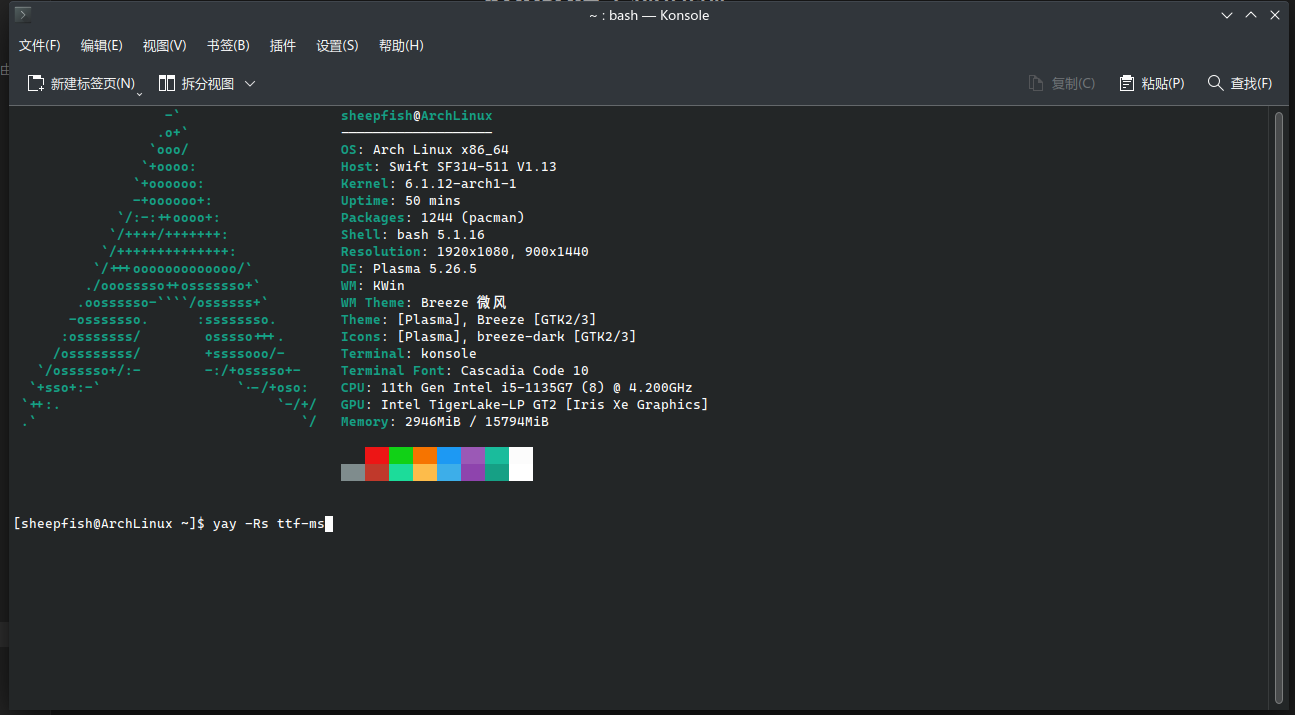 ~ : bash — Konsole
文件(F) 编辑(E) 视图(V) 书签(B) 插件 设置(S) 帮助(H)
新建标签页(N) 拆分视图 复制(C) 粘贴(P) 查找(F)
-` sheepfish@ArchLinux
.o+` -------------------
`ooo/ OS: Arch Linux x86_64
`+oooo: Host: Swift SF314-511 V1.13
`+oooooo: Kernel: 6.1.12-arch1-1
-+oooooo+: Uptime: 50 mins
`/:-:++oooo+: Packages: 1244 (pacman)
`/++++/+++++++: Shell: bash 5.1.16
`/++++++++++++++: Resolution: 1920x1080, 900x1440
`/+++ooooooooooooo/` DE: Plasma 5.26.5
./ooosssso++osssssso+` WM: KWin
.oossssso-````/ossssss+` WM Theme: Breeze 微风
-osssssso. :ssssssso. Theme: [Plasma], Breeze [GTK2/3]
:osssssss/ osssso+++. Icons: [Plasma], breeze-dark [GTK2/3]
/ossssssss/ +ssssooo/- Terminal: konsole
`/ossssso+/:- -:/+osssso+- Terminal Font: Cascadia Code 10
`+sso+:-` `.-/+oso: CPU: 11th Gen Intel i5-1135G7 (8) @ 4.200GHz
`++:. `-/+/ GPU: Intel TigerLake-LP GT2 [Iris Xe Graphics]
.` `/ Memory: 2946MiB / 15794MiB
[sheepfish@ArchLinux ~]$ yay -Rs ttf-ms